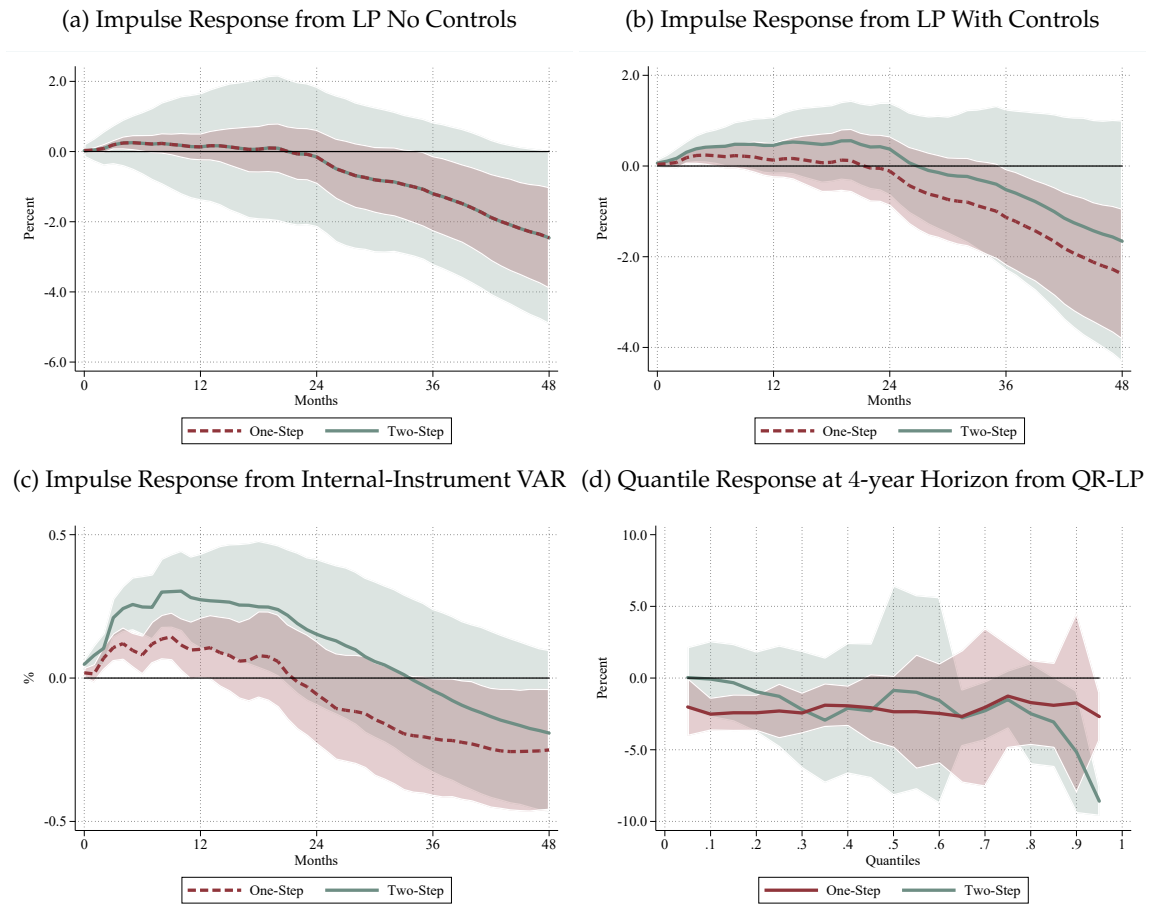 (a) Impulse Response from LP No Controls
2.0
0.0
-2.0
-4.0
-6.0
Percent
0 12 24 36 48
Months
One-Step Two-Step
(b) Impulse Response from LP With Controls
2.0
0.0
-2.0
-4.0
Percent
0 12 24 36 48
Months
One-Step Two-Step
(c) Impulse Response from Internal-Instrument VAR
0.5
0.0
-0.5
%
0 12 24 36 48
Months
One-Step Two-Step
(d) Quantile Response at 4-year Horizon from QR-LP
10.0
5.0
0.0
-5.0
-10.0
Percent
0 .1 .2 .3 .4 .5 .6 .7 .8 .9 1
Quantiles
One-Step Two-Step